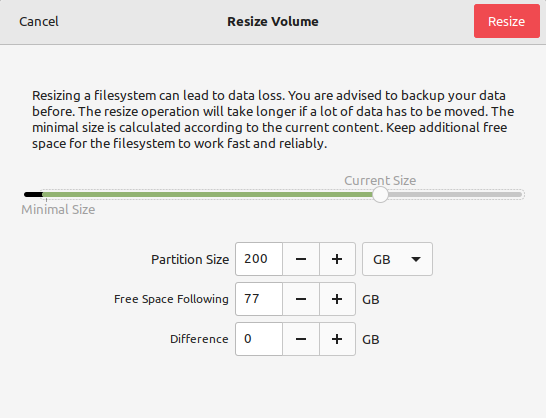 Cancel Resize Volume Resize
Resizing a filesystem can lead to data loss. You are advised to backup your data
before. The resize operation will take longer if a lot of data has to be moved. The
minimal size is calculated according to the current content. Keep additional free
space for the filesystem to work fast and reliably.
Current Size
Minimal Size
Partition Size 200 − + GB
Free Space Following 77 − + GB
Difference 0 − + GB